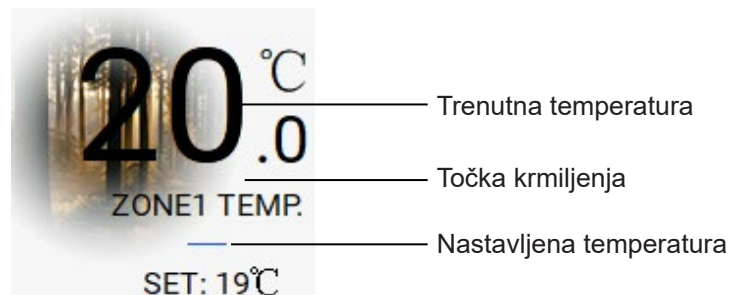 20.0 ℃
Trenutna temperatura
Točka krmiljenja
ZONE1 TEMP.
Nastavljena temperatura
SET: 19℃